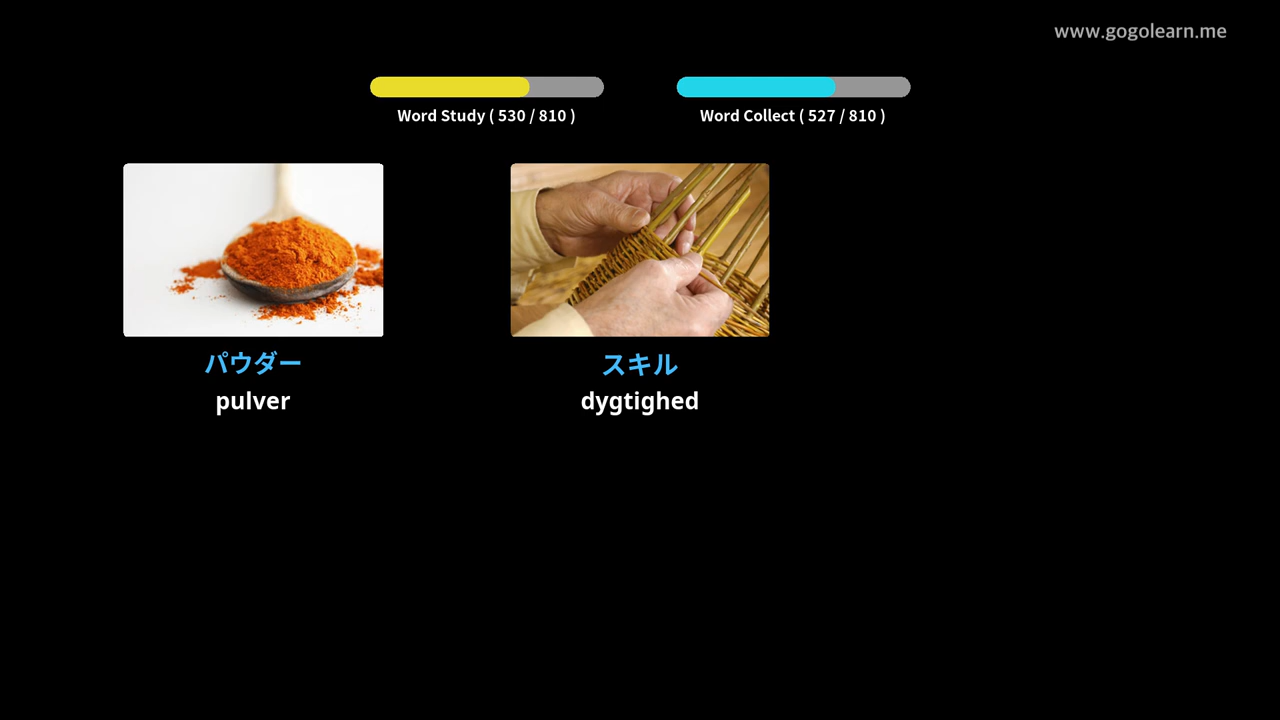 www.gogolearn.me
Word Study ( 530 / 810 )
Word Collect ( 527 / 810 )
パウダー
pulver
スキル
dygtighed